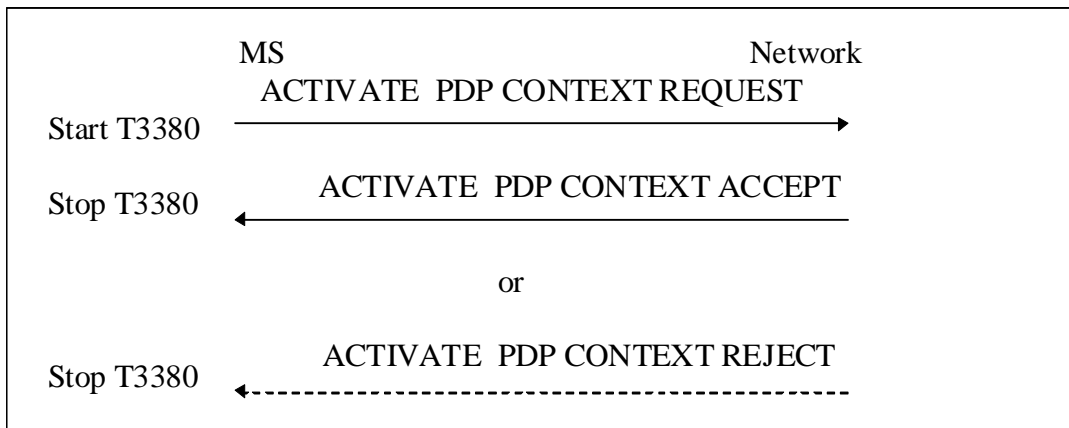 MS Network
ACTIVATE PDP CONTEXT REQUEST
Start T3380
ACTIVATE PDP CONTEXT ACCEPT
Stop T3380
or
ACTIVATE PDP CONTEXT REJECT
Stop T3380